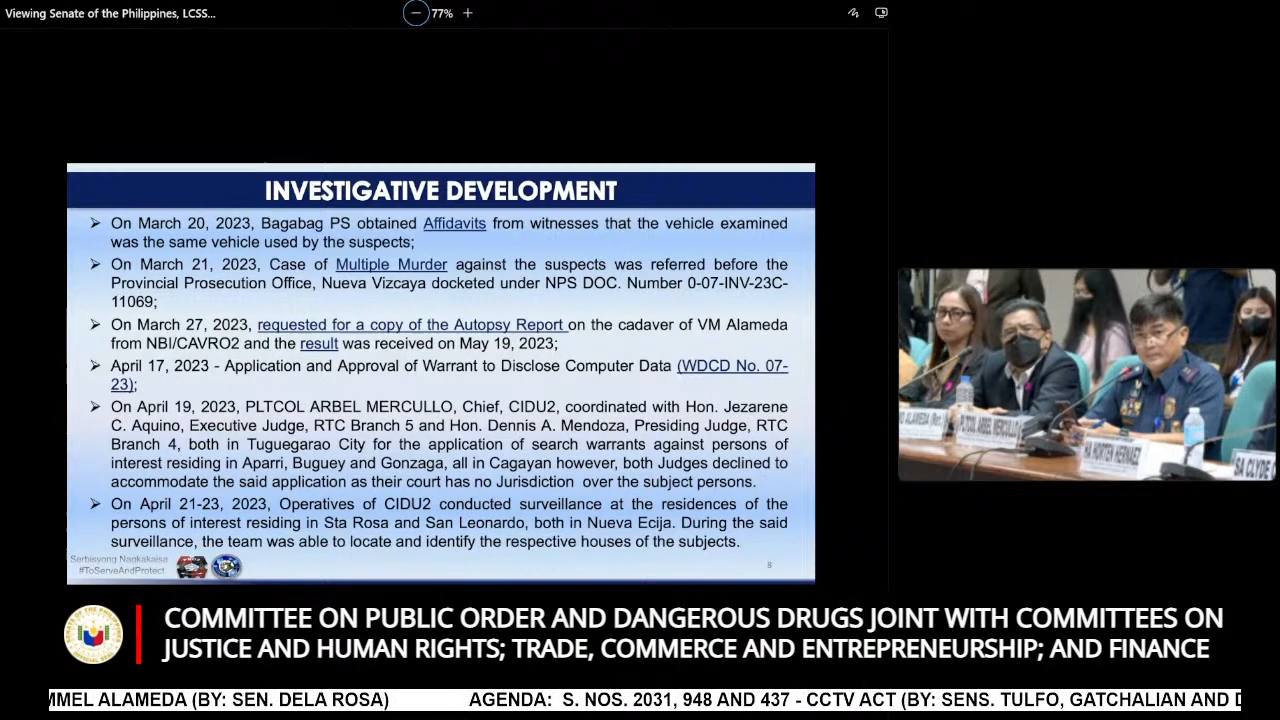 Viewing Senate of the Philippines, LCSS...
77%
INVESTIGATIVE DEVELOPMENT
On March 20, 2023, Bagabag PS obtained Affidavits from witnesses that the vehicle examined
was the same vehicle used by the suspects;
On March 21, 2023, Case of Multiple Murder against the suspects was referred before the
Provincial Prosecution Office, Nueva Vizcaya docketed under NPS DOC. Number 0-07-INV-23C-
11069;
On March 27, 2023, requested for a copy of the Autopsy Report on the cadaver of VM Alameda
from NBI/CAVRO2 and the result was received on May 19, 2023;
April 17, 2023 - Application and Approval of Warrant to Disclose Computer Data (WDCD No. 07-
23);
On April 19, 2023, PLTCOL ARBEL MERCULLO, Chief, CIDU2, coordinated with Hon. Jezarene
C. Aquino, Executive Judge, RTC Branch 5 and Hon. Dennis A. Mendoza, Presiding Judge, RTC
Branch 4, both in Tuguegarao City for the application of search warrants against persons of
interest residing in Aparri, Buguey and Gonzaga, all in Cagayan however, both Judges declined to
accommodate the said application as their court has no Jurisdiction over the subject persons.
On April 21-23, 2023, Operatives of CIDU2 conducted surveillance at the residences of the
persons of interest residing in Sta Rosa and San Leonardo, both in Nueva Ecija. During the said
surveillance, the team was able to locate and identify the respective houses of the subjects.
Serbisyong Nagkakaisa
#ToServeAndProtect
8
ALAMEDA
PLTCOL ARBEL MERCULLO
SA CLYDE
COMMITTEE ON PUBLIC ORDER AND DANGEROUS DRUGS JOINT WITH COMMITTEES ON
JUSTICE AND HUMAN RIGHTS; TRADE, COMMERCE AND ENTREPRENEURSHIP; AND FINANCE
MMEL ALAMEDA (BY: SEN. DELA ROSA) AGENDA: S. NOS. 2031, 948 AND 437 - CCTV ACT (BY: SENS. TULFO, GATCHALIAN AND D